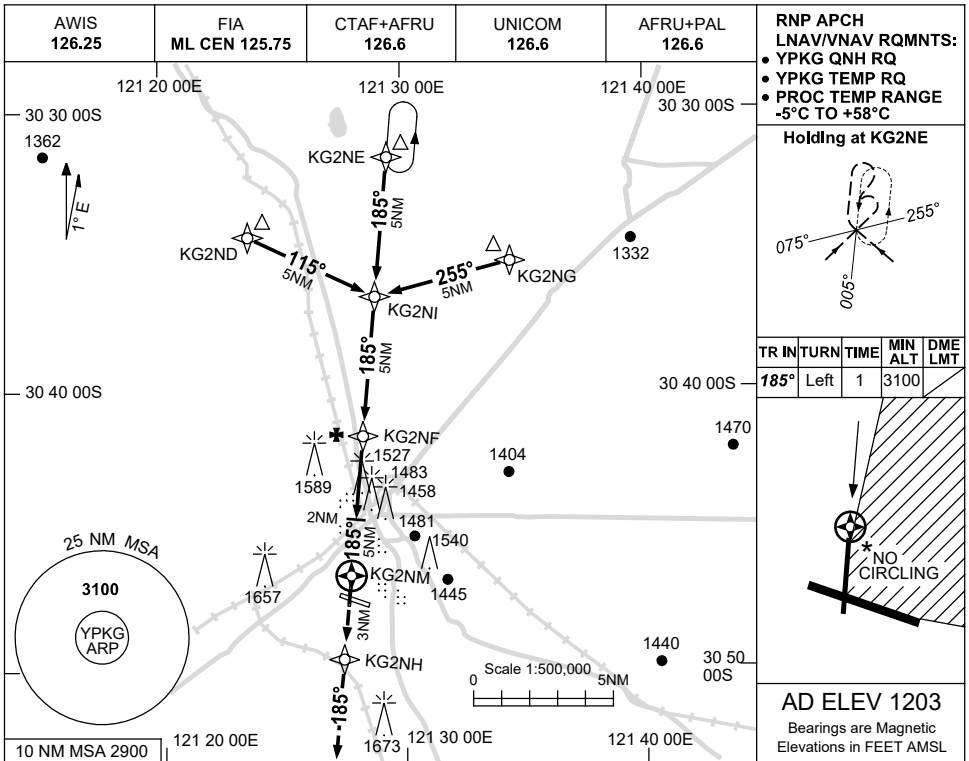 AWIS
126.25
FIA
ML CEN 125.75
CTAF+AFRU
126.6
UNICOM
126.6
AFRU+PAL
126.6
RNP APCH
LNAV/VNAV RQMNTS:
• YPKG QNH RQ
• YPKG TEMP RQ
• PROC TEMP RANGE
-5°C TO +58°C
121 20 00E
121 30 00E
121 40 00E
30 30 00S
30 30 00S
1362
1° E
KG2NE
185°
5NM
KG2ND
115°
5NM
255°
5NM
KG2NG
1332
KG2NI
185°
5NM
30 40 00S
30 40 00S
KG2NF
1527
1483
1458
1589
1404
1470
2NM
185°
5NM
1481
1540
1445
KG2NM
1657
3NM
KG2NH
1440
30 50
00S
185°
1673
Scale 1:500,000
0
5NM
25 NM MSA
3100
YPKG
ARP
10 NM MSA 2900
121 20 00E
121 30 00E
121 40 00E
Holding at KG2NE
255°
075°
005°
TR IN
TURN
TIME
MIN
ALT
DME
LMT
185°
Left
1
3100
*NO
CIRCLING
AD ELEV 1203
Bearings are Magnetic
Elevations in FEET AMSL